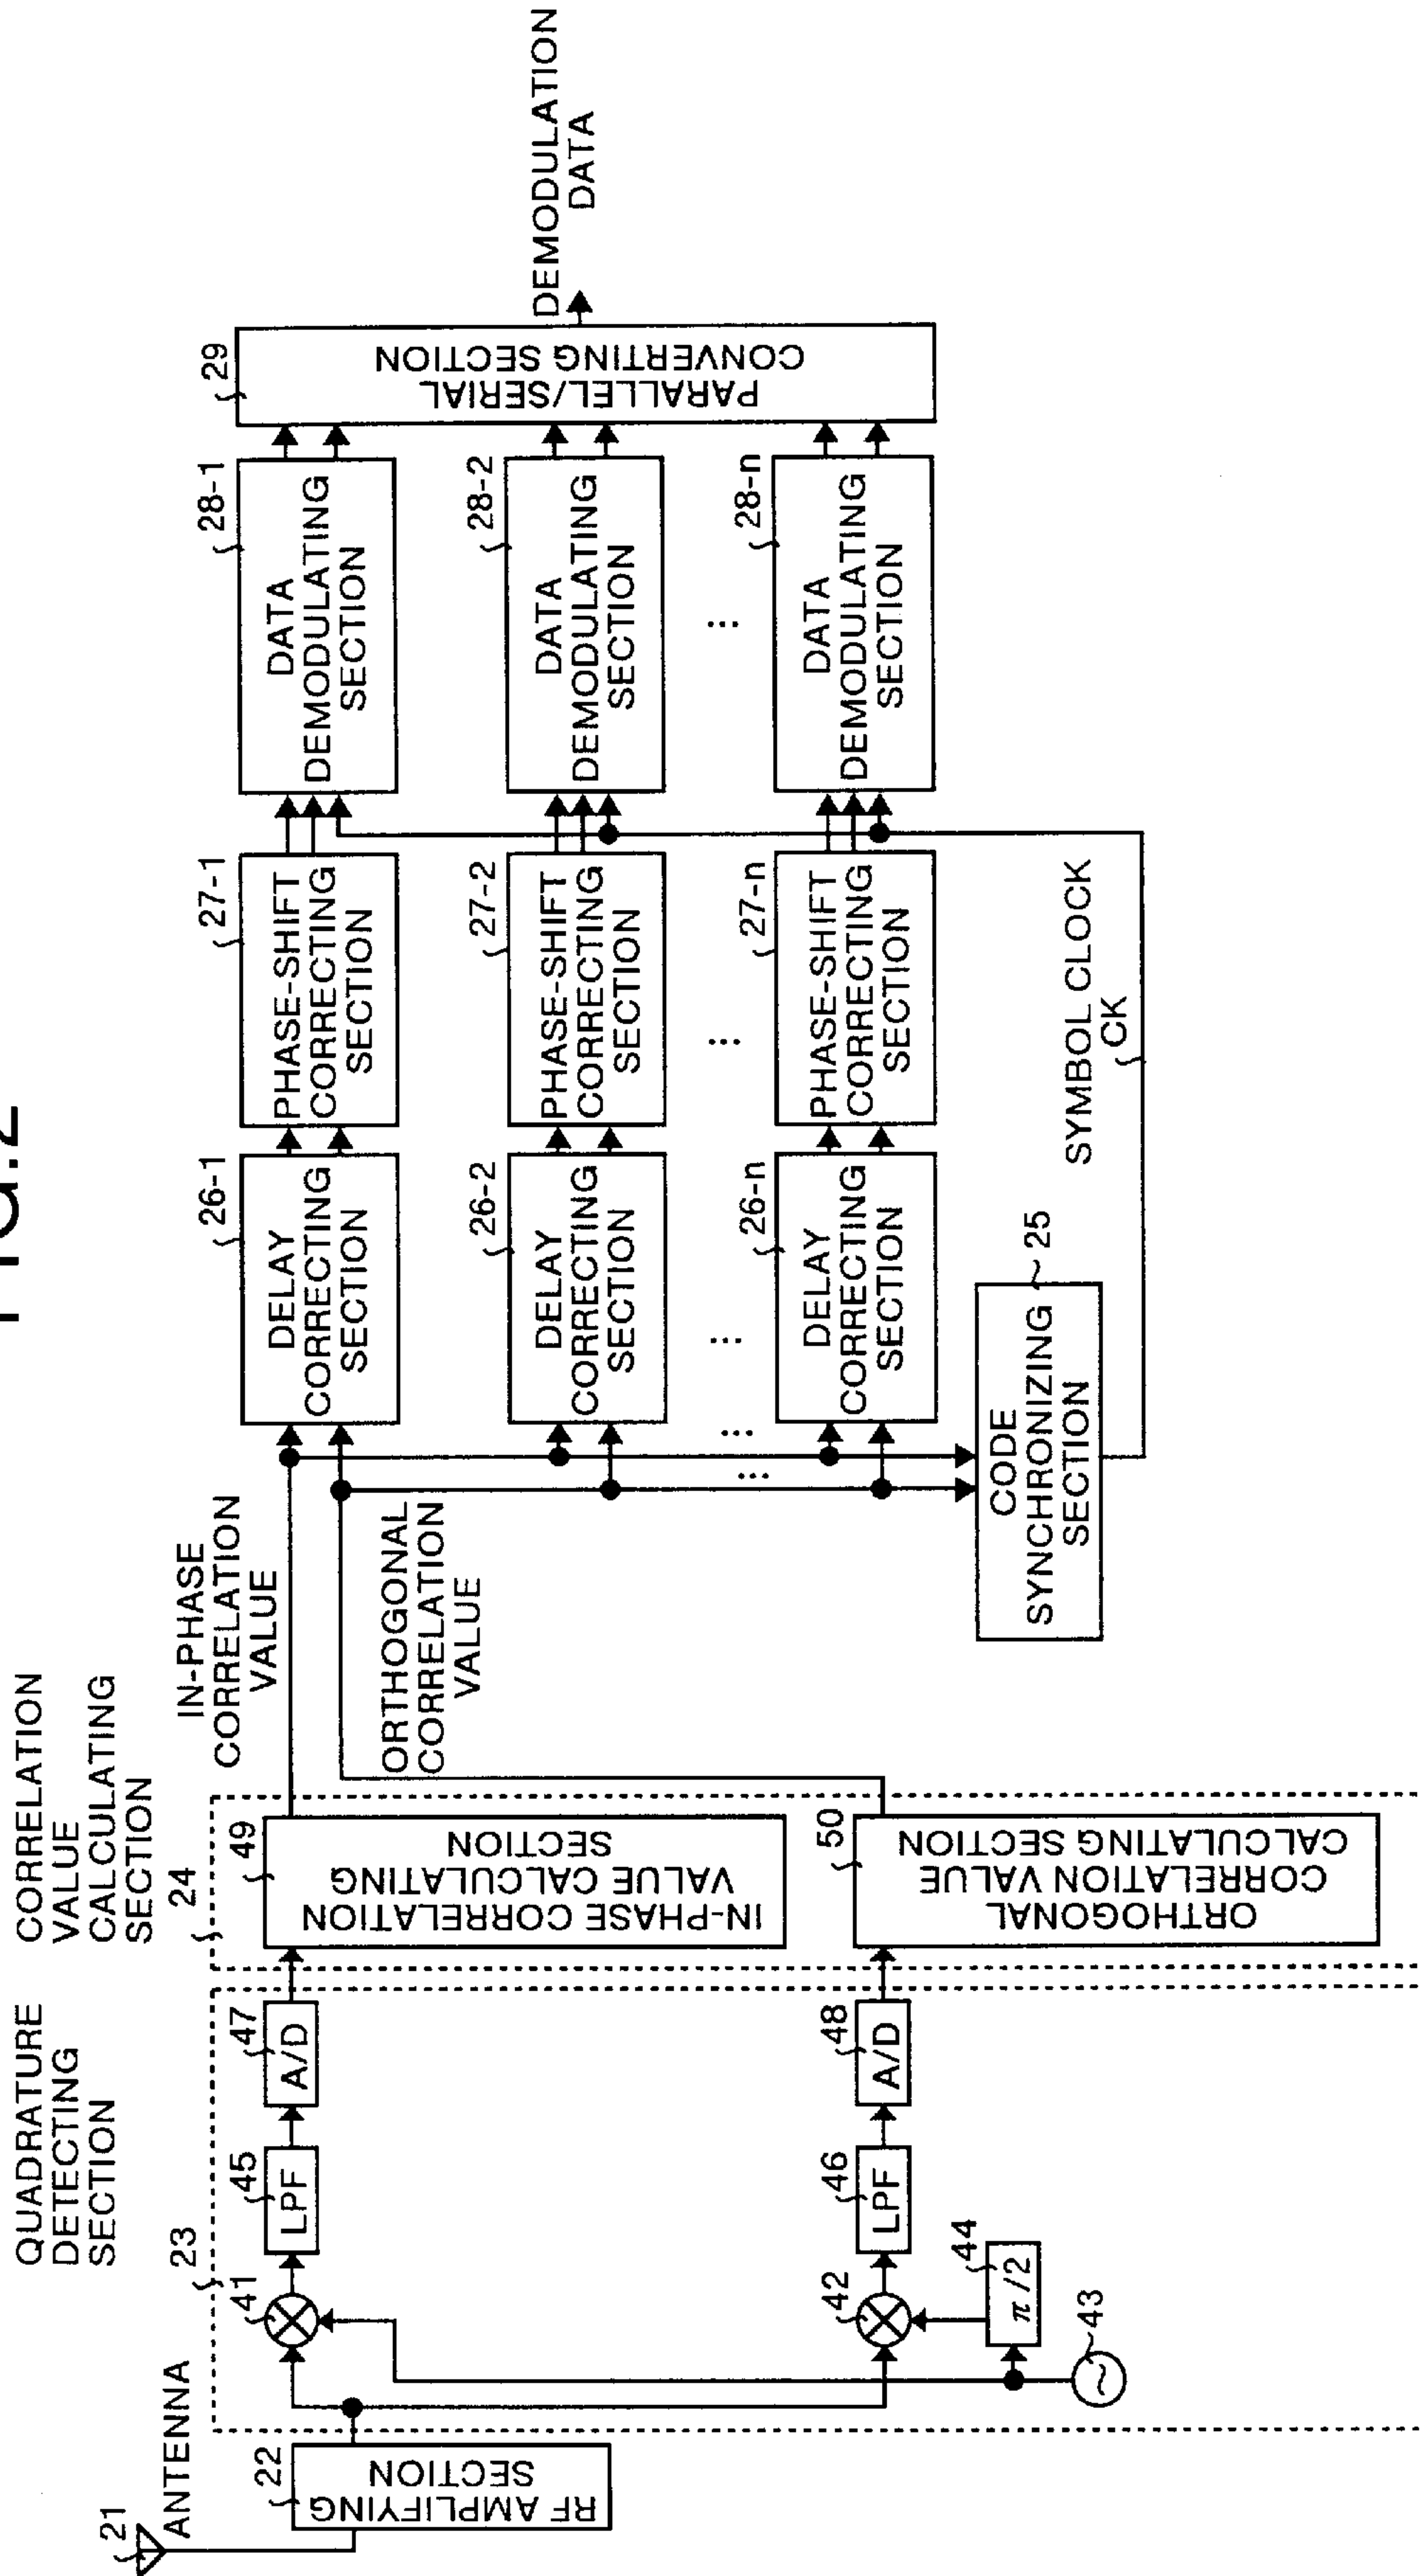 FIG.2
21
ANTENNA
22
RF AMPLIFYING
SECTION
QUADRATURE
DETECTING
SECTION
23
41
45
LPF
47
A/D
42
46
LPF
48
A/D
44
π/2
43
CORRELATION
VALUE
CALCULATING
SECTION
24
49
IN-PHASE CORRELATION
VALUE CALCULATING
SECTION
50
ORTHOGONAL
CORRELATION VALUE
CALCULATING SECTION
IN-PHASE
CORRELATION
VALUE
ORTHOGONAL
CORRELATION
VALUE
26-1
DELAY
CORRECTING
SECTION
27-1
PHASE-SHIFT
CORRECTING
SECTION
28-1
DATA
DEMODULATING
SECTION
26-2
DELAY
CORRECTING
SECTION
27-2
PHASE-SHIFT
CORRECTING
SECTION
28-2
DATA
DEMODULATING
SECTION
...
...
...
...
...
26-n
DELAY
CORRECTING
SECTION
27-n
PHASE-SHIFT
CORRECTING
SECTION
28-n
DATA
DEMODULATING
SECTION
CODE
SYNCHRONIZING
SECTION
25
SYMBOL CLOCK
CK
29
PARALLEL/SERIAL
CONVERTING SECTION
DEMODULATION
DATA